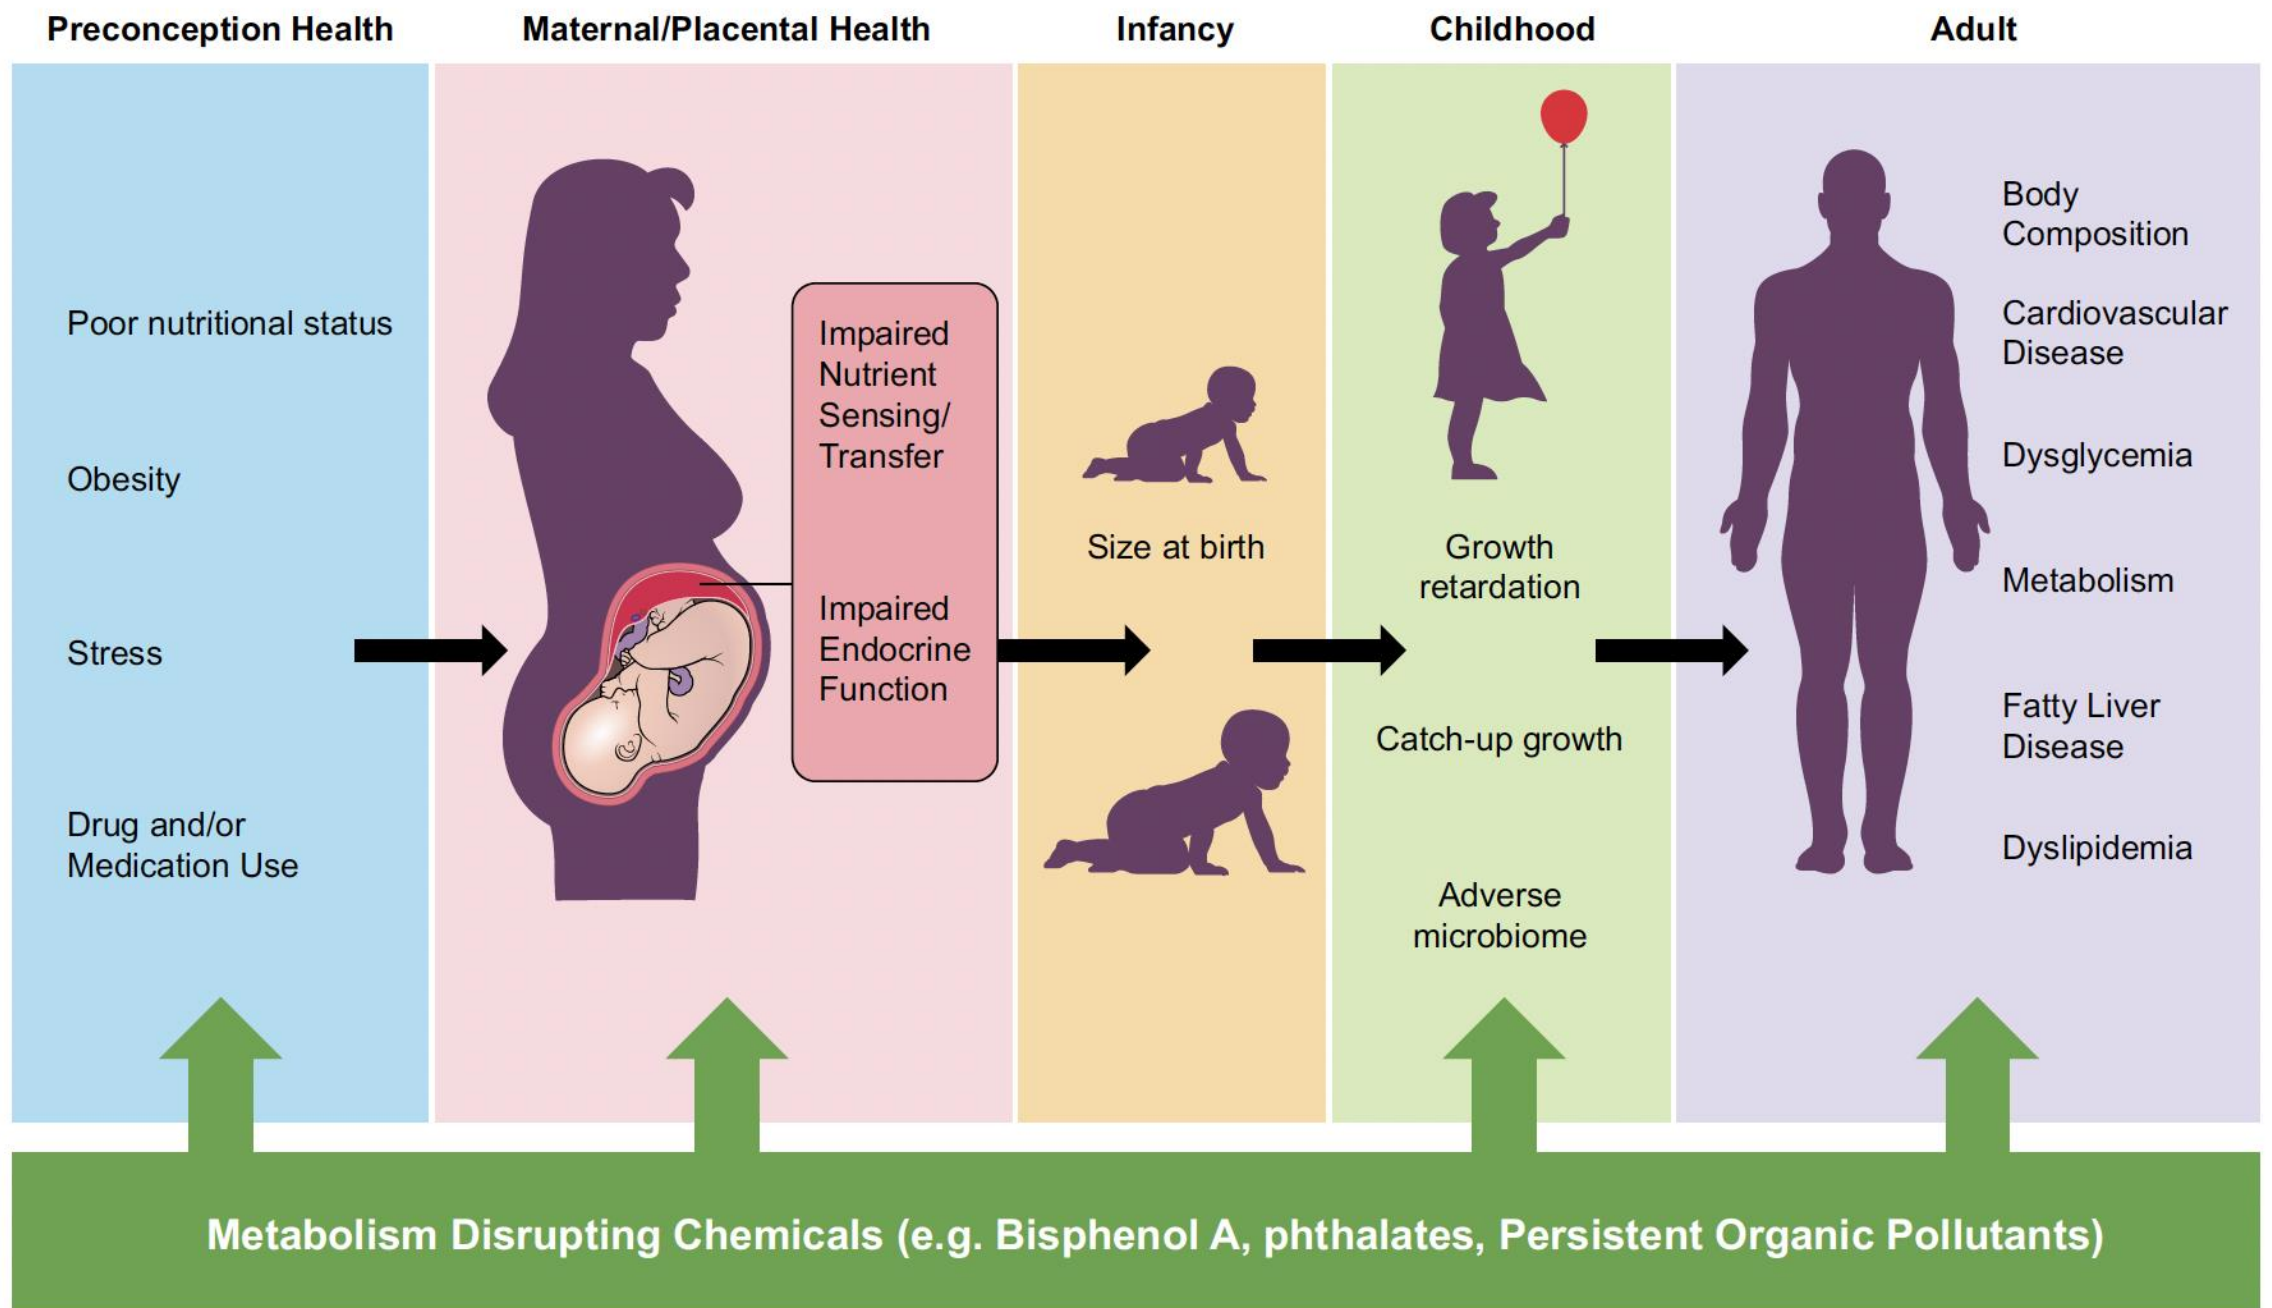 Preconception Health
Maternal/Placental Health
Infancy
Childhood
Adult
Poor nutritional status
Obesity
Stress
Drug and/or
Medication Use
Impaired
Nutrient
Sensing/
Transfer
Impaired
Endocrine
Function
Size at birth
Growth
retardation
Catch-up growth
Adverse
microbiome
Body
Composition
Cardiovascular
Disease
Dysglycemia
Metabolism
Fatty Liver
Disease
Dyslipidemia
Metabolism Disrupting Chemicals (e.g. Bisphenol A, phthalates, Persistent Organic Pollutants)